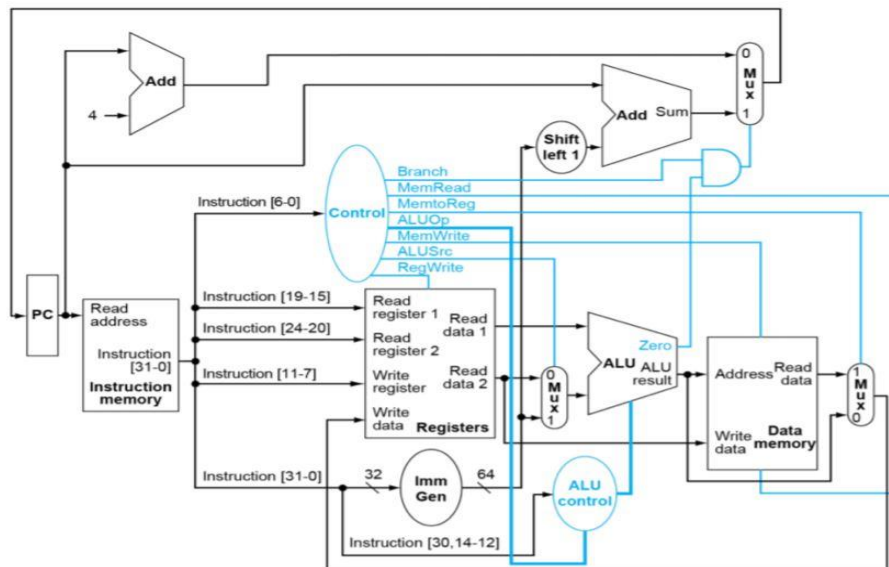 Add
4
Add Sum
0
Mux
1
Shift
left 1
Branch
MemRead
MemtoReg
ALUOp
MemWrite
ALUSrc
RegWrite
Control
Instruction [6-0]
PC
Read
address
Instruction
[31-0]
Instruction
memory
Instruction [19-15]
Instruction [24-20]
Instruction [11-7]
Read
register 1
Read
register 2
Write
register
Write
data
Read
data 1
Read
data 2
Registers
0
Mux
1
ALU
Zero
ALU
result
Address
Read
data
Write
data
Data
memory
1
Mux
0
Instruction [31-0]
32
Imm
Gen
64
ALU
control
Instruction [30,14-12]